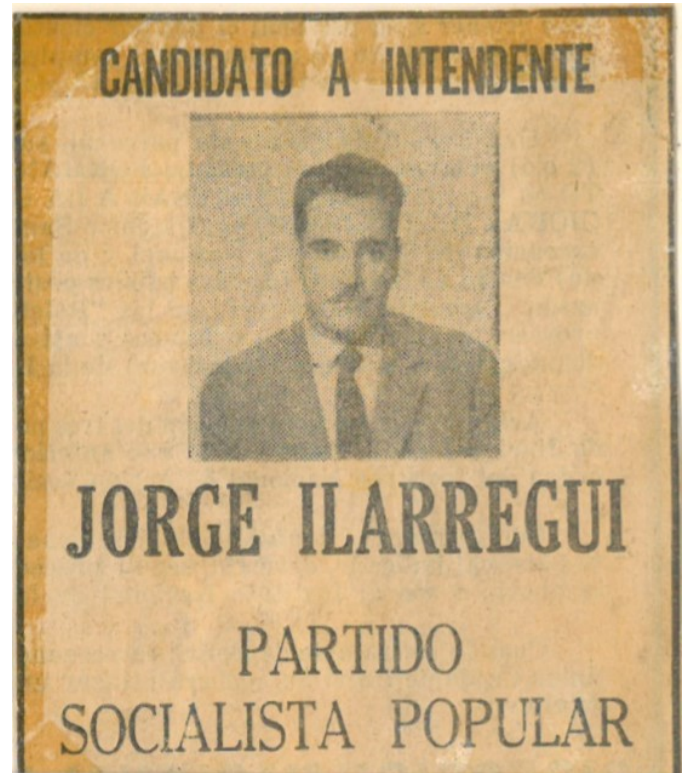 CANDIDATO A INTENDENTE
JORGE ILARREGUI
PARTIDO
SOCIALISTA POPULAR